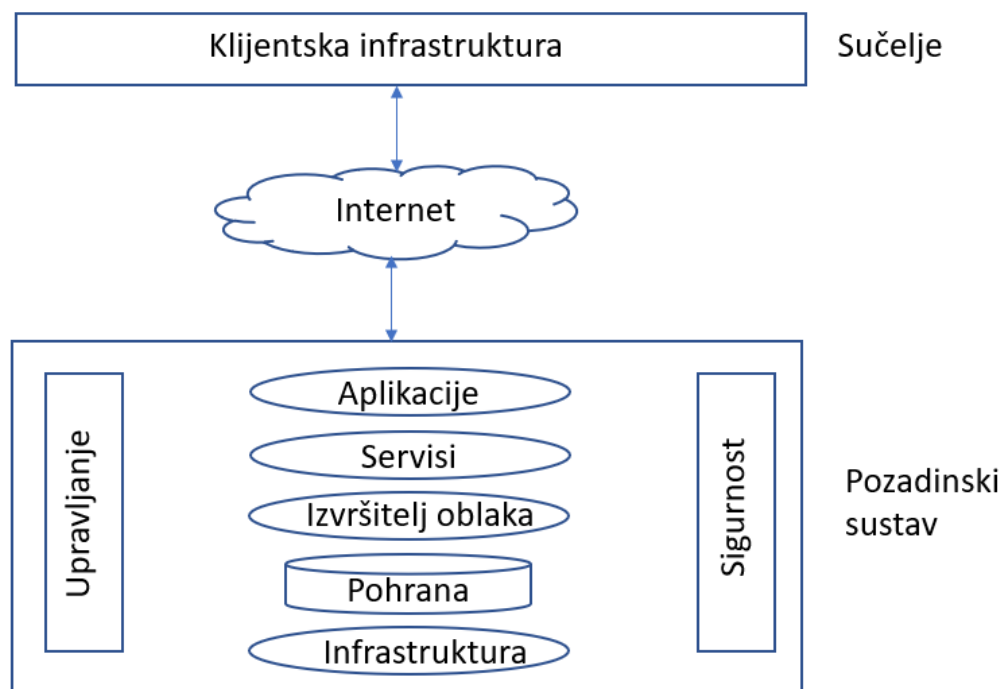 Klijentska infrastruktura
Sučelje
Internet
Aplikacije
Servisi
Izvršitelj oblaka
Pohrana
Infrastruktura
Upravljanje
Sigurnost
Pozadinski
sustav